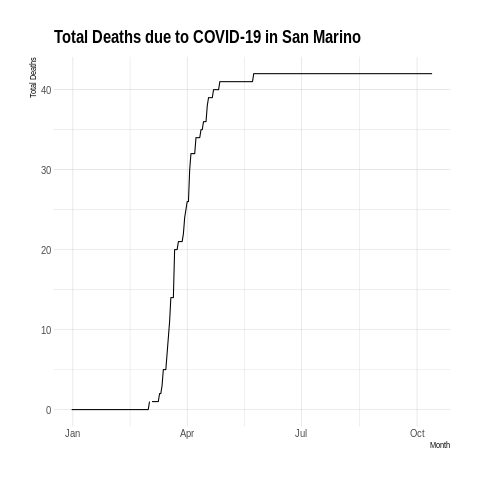 Total Deaths due to COVID-19 in San Marino
Total Deaths
40
30
20
10
0
Jan Apr Jul Oct
Month